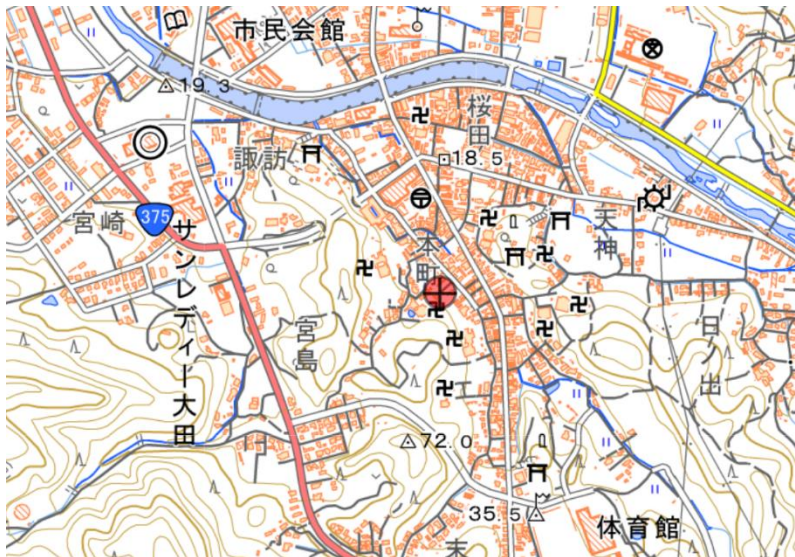 市民会館
19.3
桜田
諏訪
18.5
宮崎
375
サンレディー大田
本町
天神
宮島
日ノ出
72.0
35.5
体育館
末